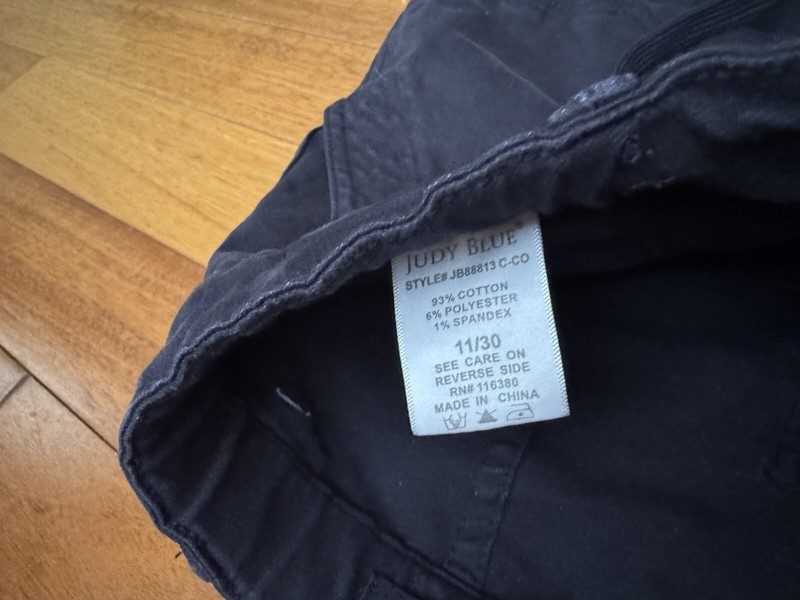 JUDY BLUE®
STYLE# JB88813 C-CO
93% COTTON
6% POLYESTER
1% SPANDEX
11/30
SEE CARE ON
REVERSE SIDE
RN# 116380
MADE IN CHINA